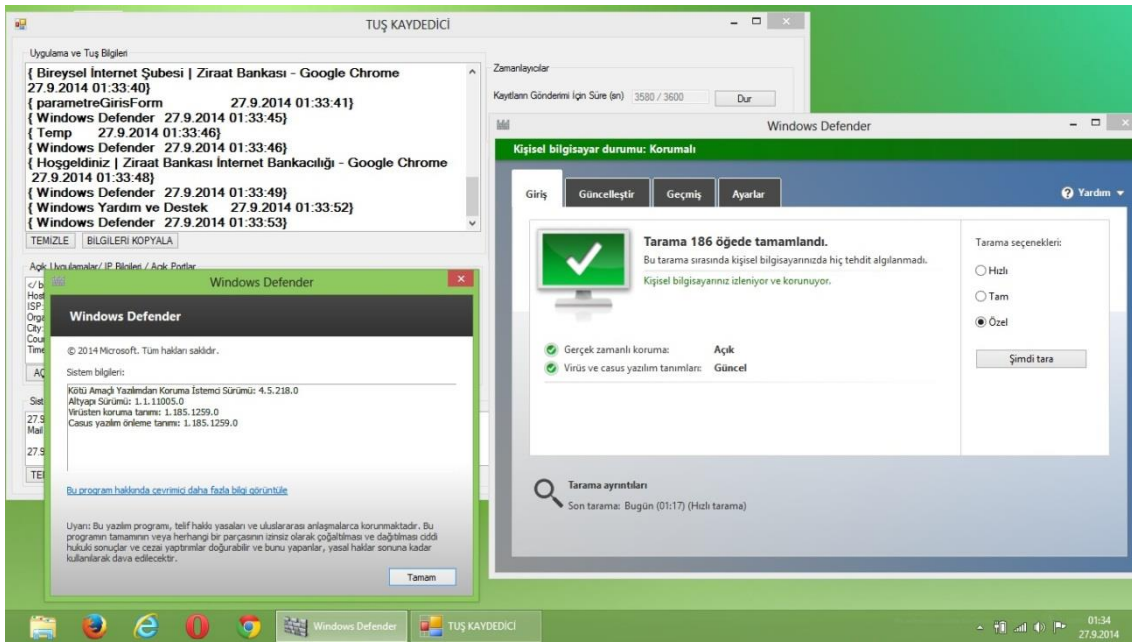 TUŞ KAYDEDİCİ
Uygulama ve Tuş Bilgileri
{ Bireysel İnternet Şubesi | Ziraat Bankası - Google Chrome
27.9.2014 01:33:40}
{ parametreGirisForm 27.9.2014 01:33:41}
{ Windows Defender 27.9.2014 01:33:45}
{ Temp 27.9.2014 01:33:46}
{ Windows Defender 27.9.2014 01:33:46}
{ Hoşgeldiniz | Ziraat Bankası İnternet Bankacılığı - Google Chrome
27.9.2014 01:33:48}
{ Windows Defender 27.9.2014 01:33:49}
{ Windows Yardım ve Destek 27.9.2014 01:33:52}
{ Windows Defender 27.9.2014 01:33:53}
TEMİZLE BİLGİLERİ KOPYALA
Zamanlayıcılar
Kayıtların Gönderimi İçin Süre (sn) 3580 / 3600 Dur
Açık Uygulamalar/ IP Bilgileri / Açık Portlar
Host
ISP:
City:
Time
27.9
Mail
27.9
Windows Defender
Windows Defender
© 2014 Microsoft. Tüm hakları saklıdır.
Sistem bilgileri:
Kötü Amaçlı Yazılımdan Koruma İstemci Sürümü: 4.5.218.0
Altyapı Sürümü: 1.1.11005.0
Virüsten koruma tanımı: 1.185.1259.0
Casus yazılım önleme tanımı: 1.185.1259.0
Bu program hakkında çevrimiçi daha fazla bilgi görüntüle
Uyarı: Bu yazılım programı, telif hakkı yasaları ve uluslararası anlaşmalarca korunmaktadır. Bu
programın tamamının veya herhangi bir parçasının izinsiz olarak çoğaltılması ve dağıtılması ciddi
hukuki sonuçlar ve cezai yaptırımlar doğurabilir ve bunu yapanlar, yasal haklar sonuna kadar
kullanılarak dava edilecektir.
Tamam
Windows Defender
Kişisel bilgisayar durumu: Korumalı
Giriş Güncelleştir Geçmiş Ayarlar Yardım
Tarama 186 öğede tamamlandı.
Bu tarama sırasında kişisel bilgisayarınızda hiç tehdit algılanmadı.
Kişisel bilgisayarınız izleniyor ve korunuyor.
Gerçek zamanlı koruma: Açık
Virüs ve casus yazılım tanımları: Güncel
Tarama seçenekleri:
Hızlı
Tam
Özel
Şimdi tara
Tarama ayrıntıları
Son tarama: Bugün (01:17) (Hızlı tarama)
Windows Defender
TUŞ KAYDEDİCİ
01:34
27.9.2014